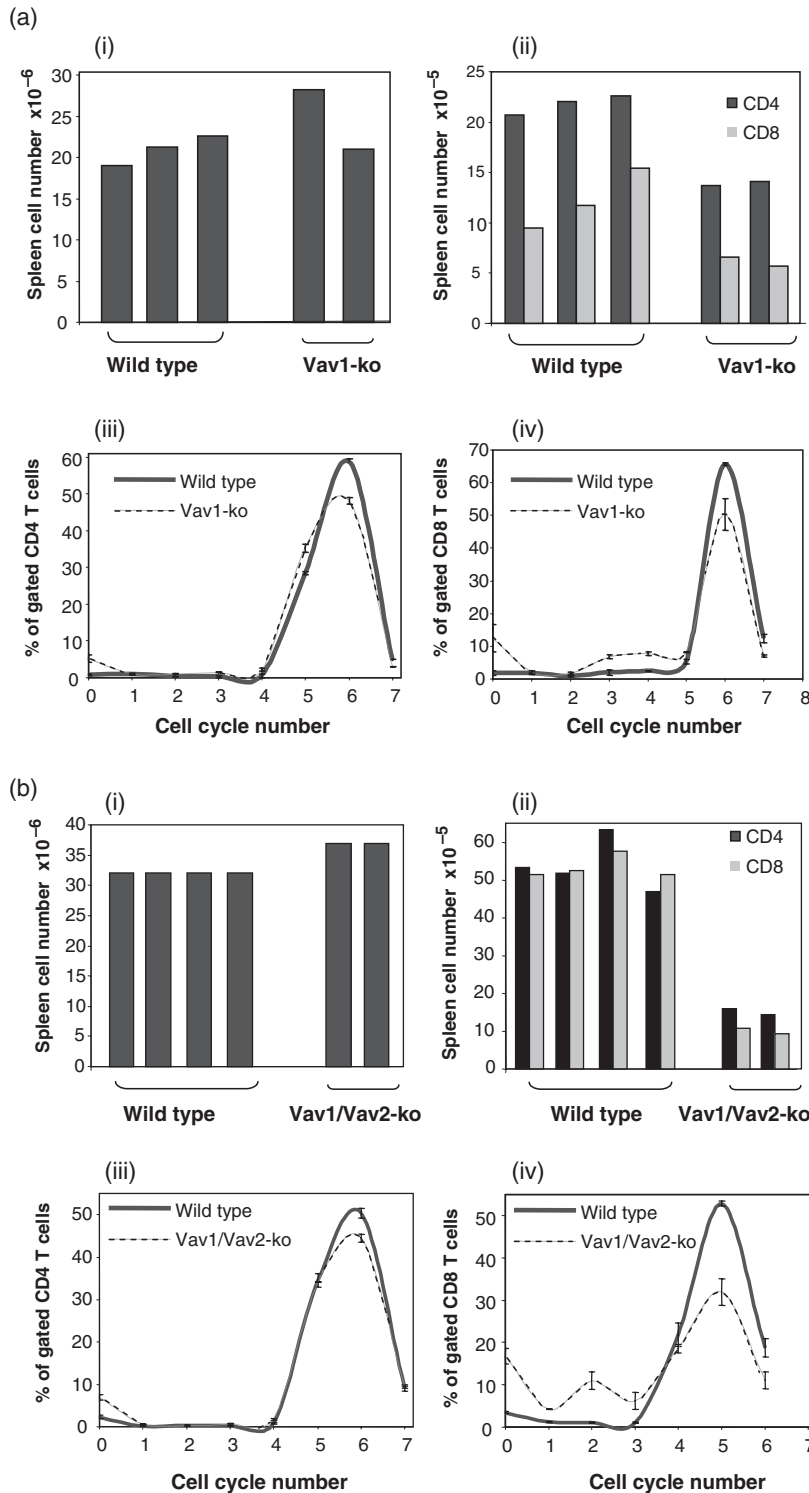 (a)
(i)
Spleen cell number x10⁻⁶
30
25
20
15
10
5
0
Wild type
Vav1-ko
(ii)
Spleen cell number x10⁻⁵
25
20
15
10
5
0
CD4
CD8
Wild type
Vav1-ko
(iii)
% of gated CD4 T cells
60
50
40
30
20
10
0
Wild type
Vav1-ko
0 1 2 3 4 5 6 7
Cell cycle number
(iv)
% of gated CD8 T cells
70
60
50
40
30
20
10
0
Wild type
Vav1-ko
0 1 2 3 4 5 6 7 8
Cell cycle number
(b)
(i)
Spleen cell number x10⁻⁶
40
35
30
25
20
15
10
5
0
Wild type
Vav1/Vav2-ko
(ii)
Spleen cell number x10⁻⁵
60
50
40
30
20
10
0
CD4
CD8
Wild type
Vav1/Vav2-ko
(iii)
% of gated CD4 T cells
50
40
30
20
10
0
Wild type
Vav1/Vav2-ko
0 1 2 3 4 5 6 7
Cell cycle number
(iv)
% of gated CD8 T cells
50
40
30
20
10
0
Wild type
Vav1/Vav2-ko
0 1 2 3 4 5 6 7
Cell cycle number